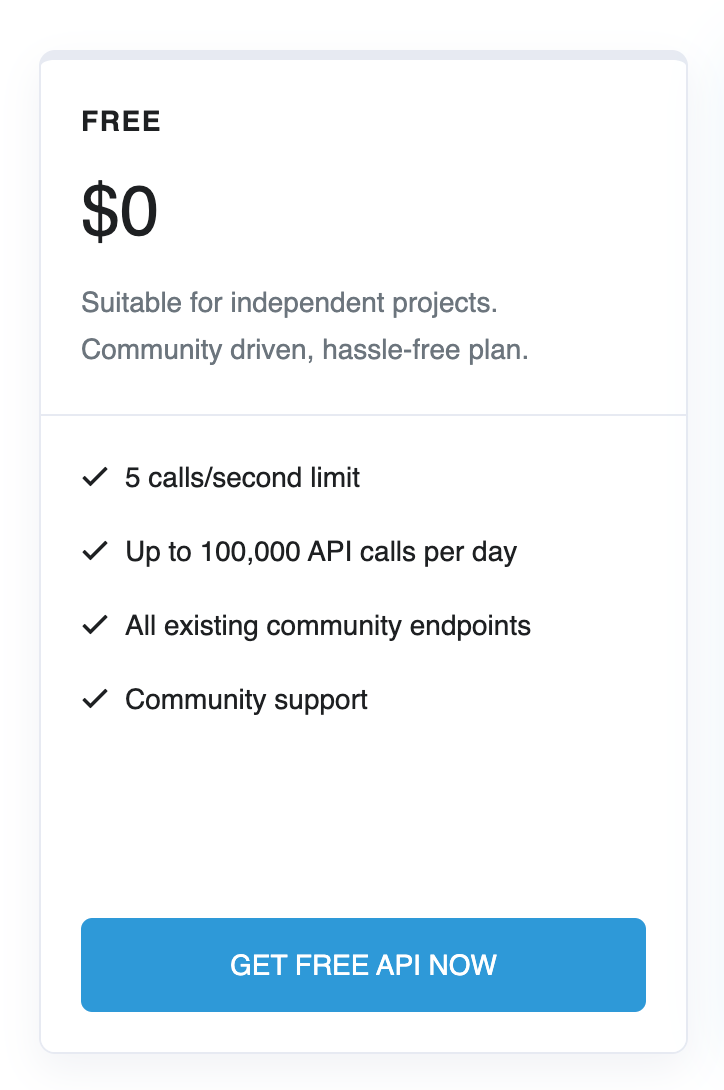 FREE
$0
Suitable for independent projects.
Community driven, hassle-free plan.
5 calls/second limit
Up to 100,000 API calls per day
All existing community endpoints
Community support
GET FREE API NOW